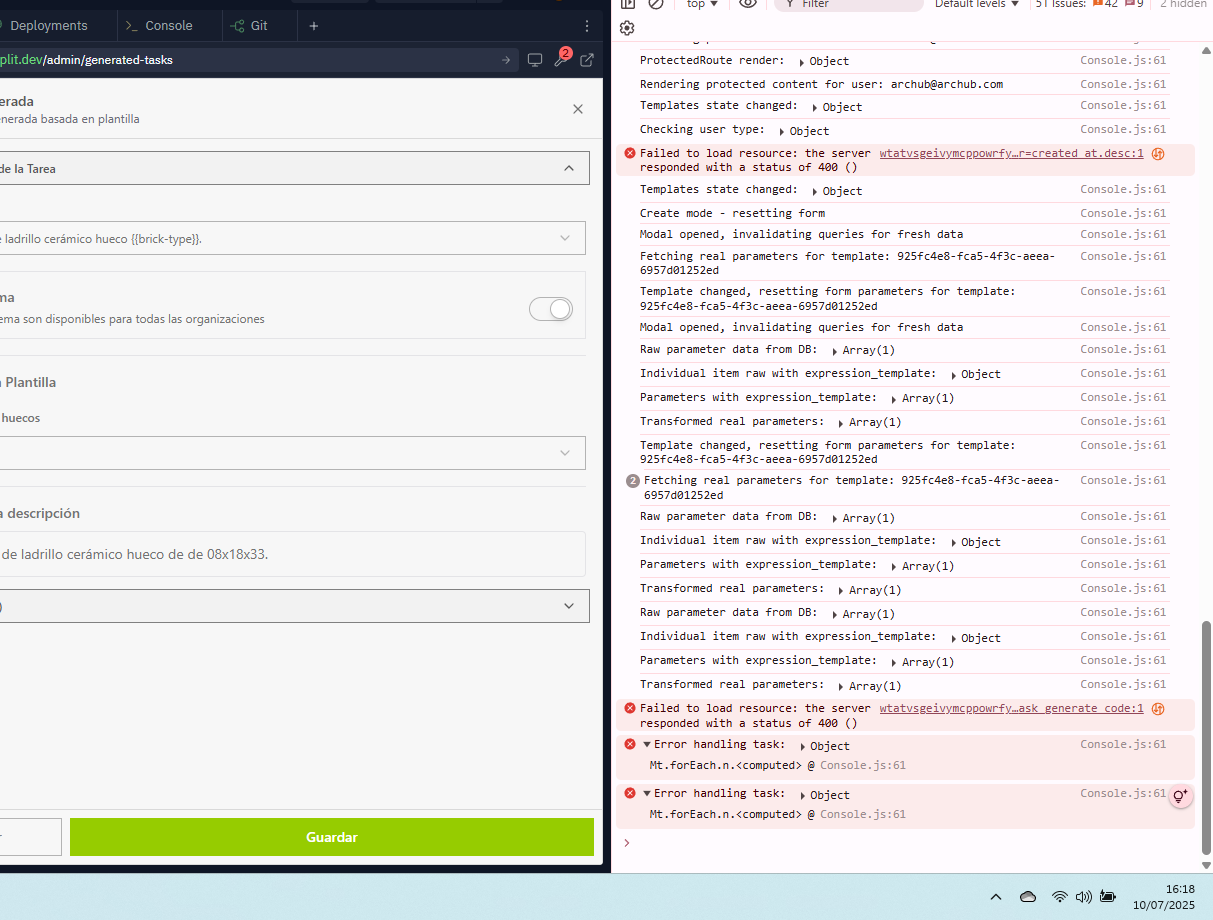 Deployments
Console
Git
plit.dev/admin/generated-tasks
2
erada
enerada basada en plantilla
de la Tarea
e ladrillo cerámico hueco {{brick-type}}.
ma
ema son disponibles para todas las organizaciones
a Plantilla
huecos
a descripción
de ladrillo cerámico hueco de de 08x18x33.
)
Guardar
top
Filter
Default levels
51 Issues: 42 9
2 hidden
ProtectedRoute render: Object Console.js:61
Rendering protected content for user: archub@archub.com Console.js:61
Templates state changed: Object Console.js:61
Checking user type: Object Console.js:61
Failed to load resource: the server wtatvsgeivymcppowrfy…r=created_at.desc:1
responded with a status of 400 ()
Templates state changed: Object Console.js:61
Create mode - resetting form Console.js:61
Modal opened, invalidating queries for fresh data Console.js:61
Fetching real parameters for template: 925fc4e8-fca5-4f3c-aeea- Console.js:61
6957d01252ed
Template changed, resetting form parameters for template: Console.js:61
925fc4e8-fca5-4f3c-aeea-6957d01252ed
Modal opened, invalidating queries for fresh data Console.js:61
Raw parameter data from DB: Array(1) Console.js:61
Individual item raw with expression_template: Object Console.js:61
Parameters with expression_template: Array(1) Console.js:61
Transformed real parameters: Array(1) Console.js:61
Template changed, resetting form parameters for template: Console.js:61
925fc4e8-fca5-4f3c-aeea-6957d01252ed
2 Fetching real parameters for template: 925fc4e8-fca5-4f3c-aeea- Console.js:61
6957d01252ed
Raw parameter data from DB: Array(1) Console.js:61
Individual item raw with expression_template: Object Console.js:61
Parameters with expression_template: Array(1) Console.js:61
Transformed real parameters: Array(1) Console.js:61
Raw parameter data from DB: Array(1) Console.js:61
Individual item raw with expression_template: Object Console.js:61
Parameters with expression_template: Array(1) Console.js:61
Transformed real parameters: Array(1) Console.js:61
Failed to load resource: the server wtatvsgeivymcppowrfy…ask_generate_code:1
responded with a status of 400 ()
Error handling task: Object Console.js:61
Mt.forEach.n.<computed> @ Console.js:61
Error handling task: Object Console.js:61
Mt.forEach.n.<computed> @ Console.js:61
16:18
10/07/2025